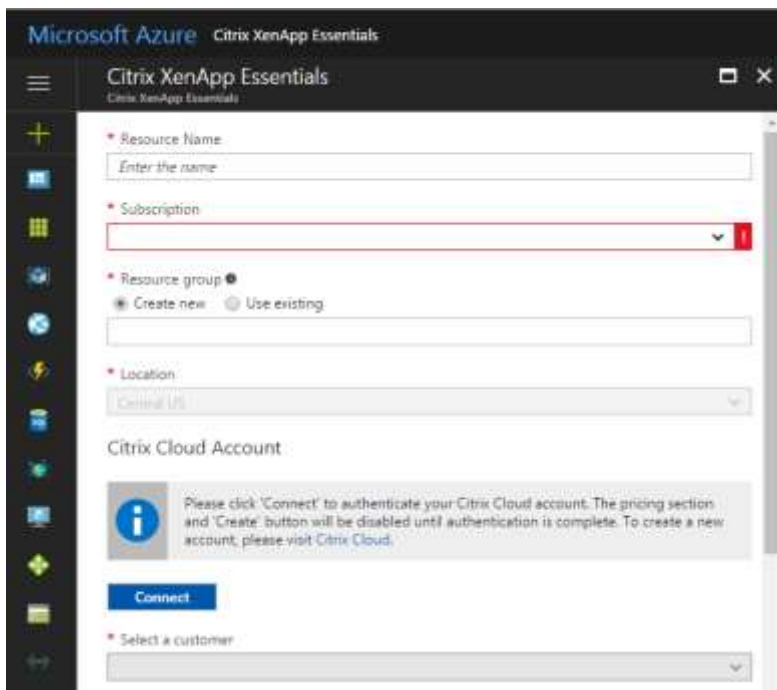 Microsoft Azure Citrix XenApp Essentials
Citrix XenApp Essentials
Citrix XenApp Essentials
* Resource Name
Enter the name
* Subscription
* Resource group
Create new Use existing
* Location
Central US
Citrix Cloud Account
Please click 'Connect' to authenticate your Citrix Cloud account. The pricing section
and 'Create' button will be disabled until authentication is complete. To create a new
account, please visit Citrix Cloud.
Connect
* Select a customer